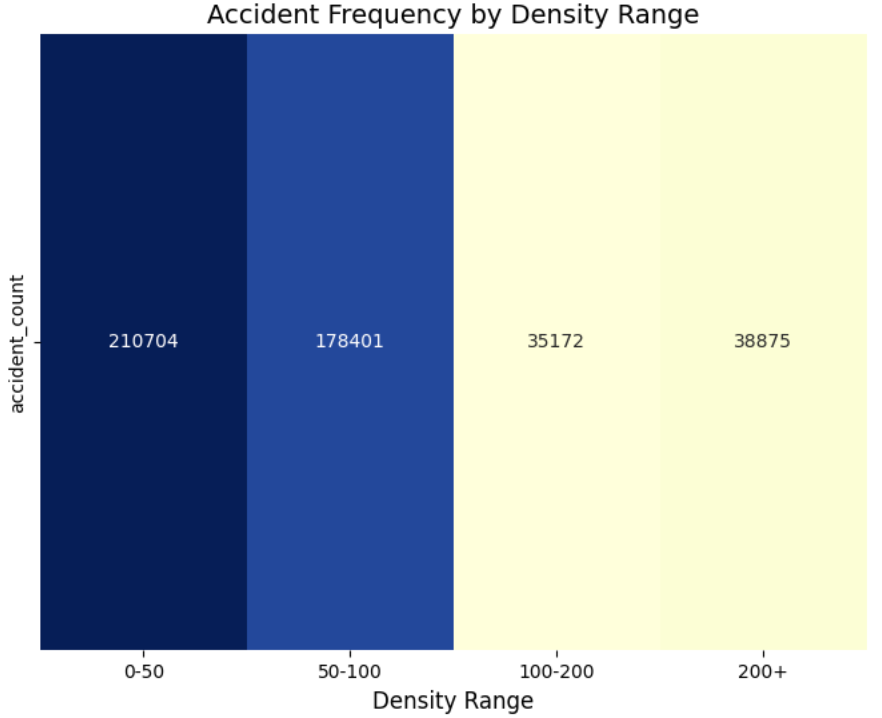 Accident Frequency by Density Range
accident_count
210704 178401 35172 38875
0-50 50-100 100-200 200+
Density Range